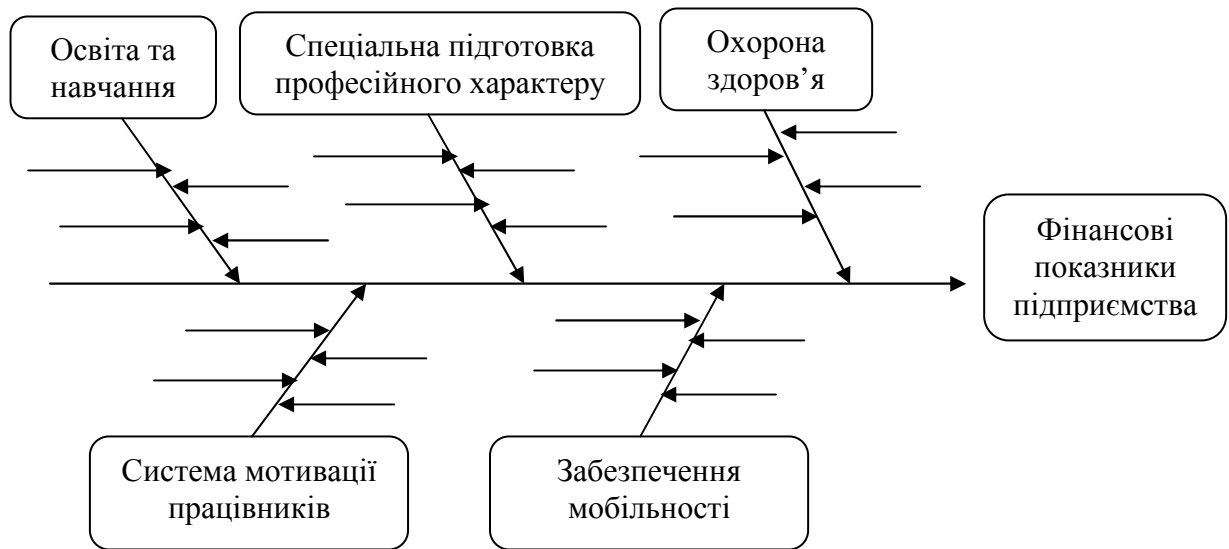 Освіта та
навчання
Спеціальна підготовка
професійного характеру
Охорона
здоров’я
Фінансові
показники
підприємства
Система мотивації
працівників
Забезпечення
мобільності